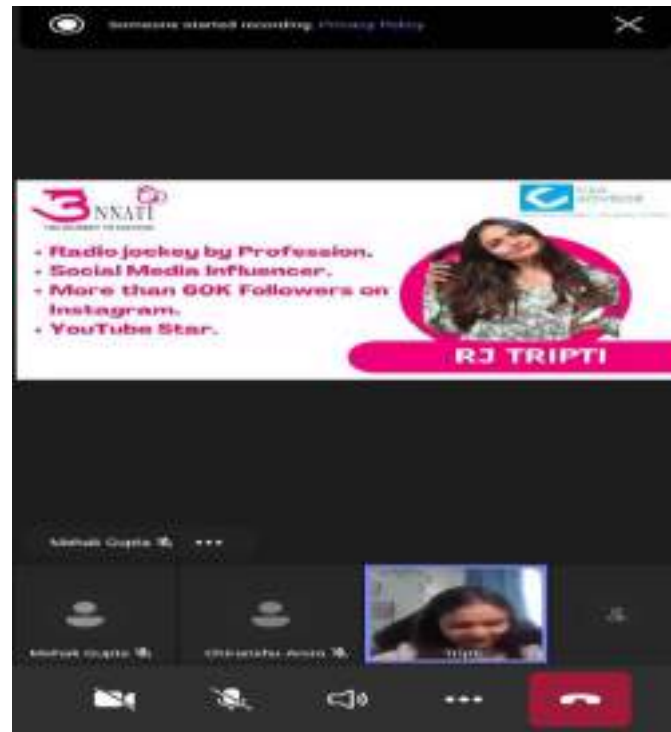 Someone started recording. Privacy Policy
NNATI
• Radio jockey by Profession.
• Social Media Influencer.
• More than 60K Followers on
Instagram.
• YouTube Star.
RJ TRIPTI
Mehak Gupta
Mehak Gupta
Tripti